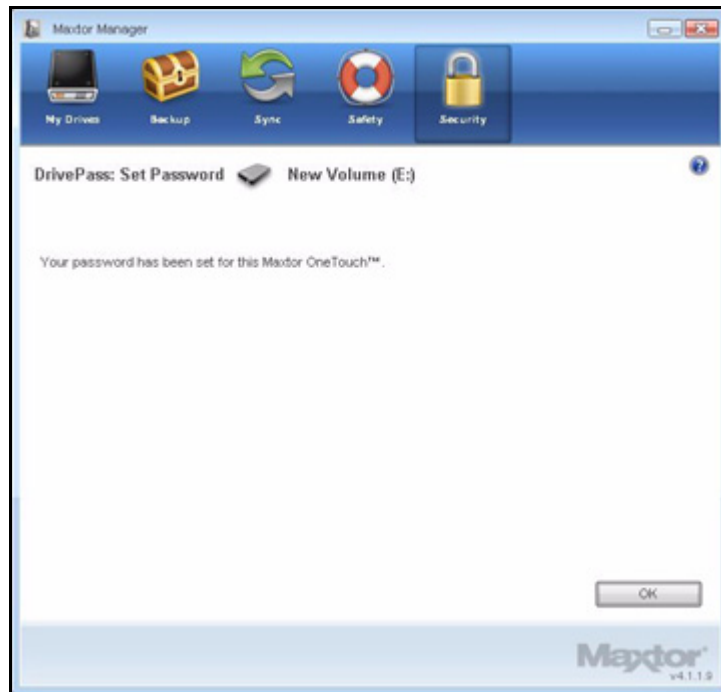 Maxtor Manager
My Drives Backup Sync Safety Security
DrivePass: Set Password New Volume (E:)
Your password has been set for this Maxtor OneTouch™.
OK
Maxtor
v4.1.1.9